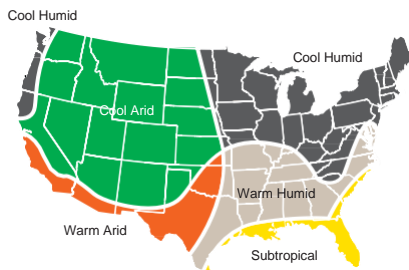 Cool Humid
Cool Humid
Cool Arid
Warm Humid
Warm Arid
Subtropical